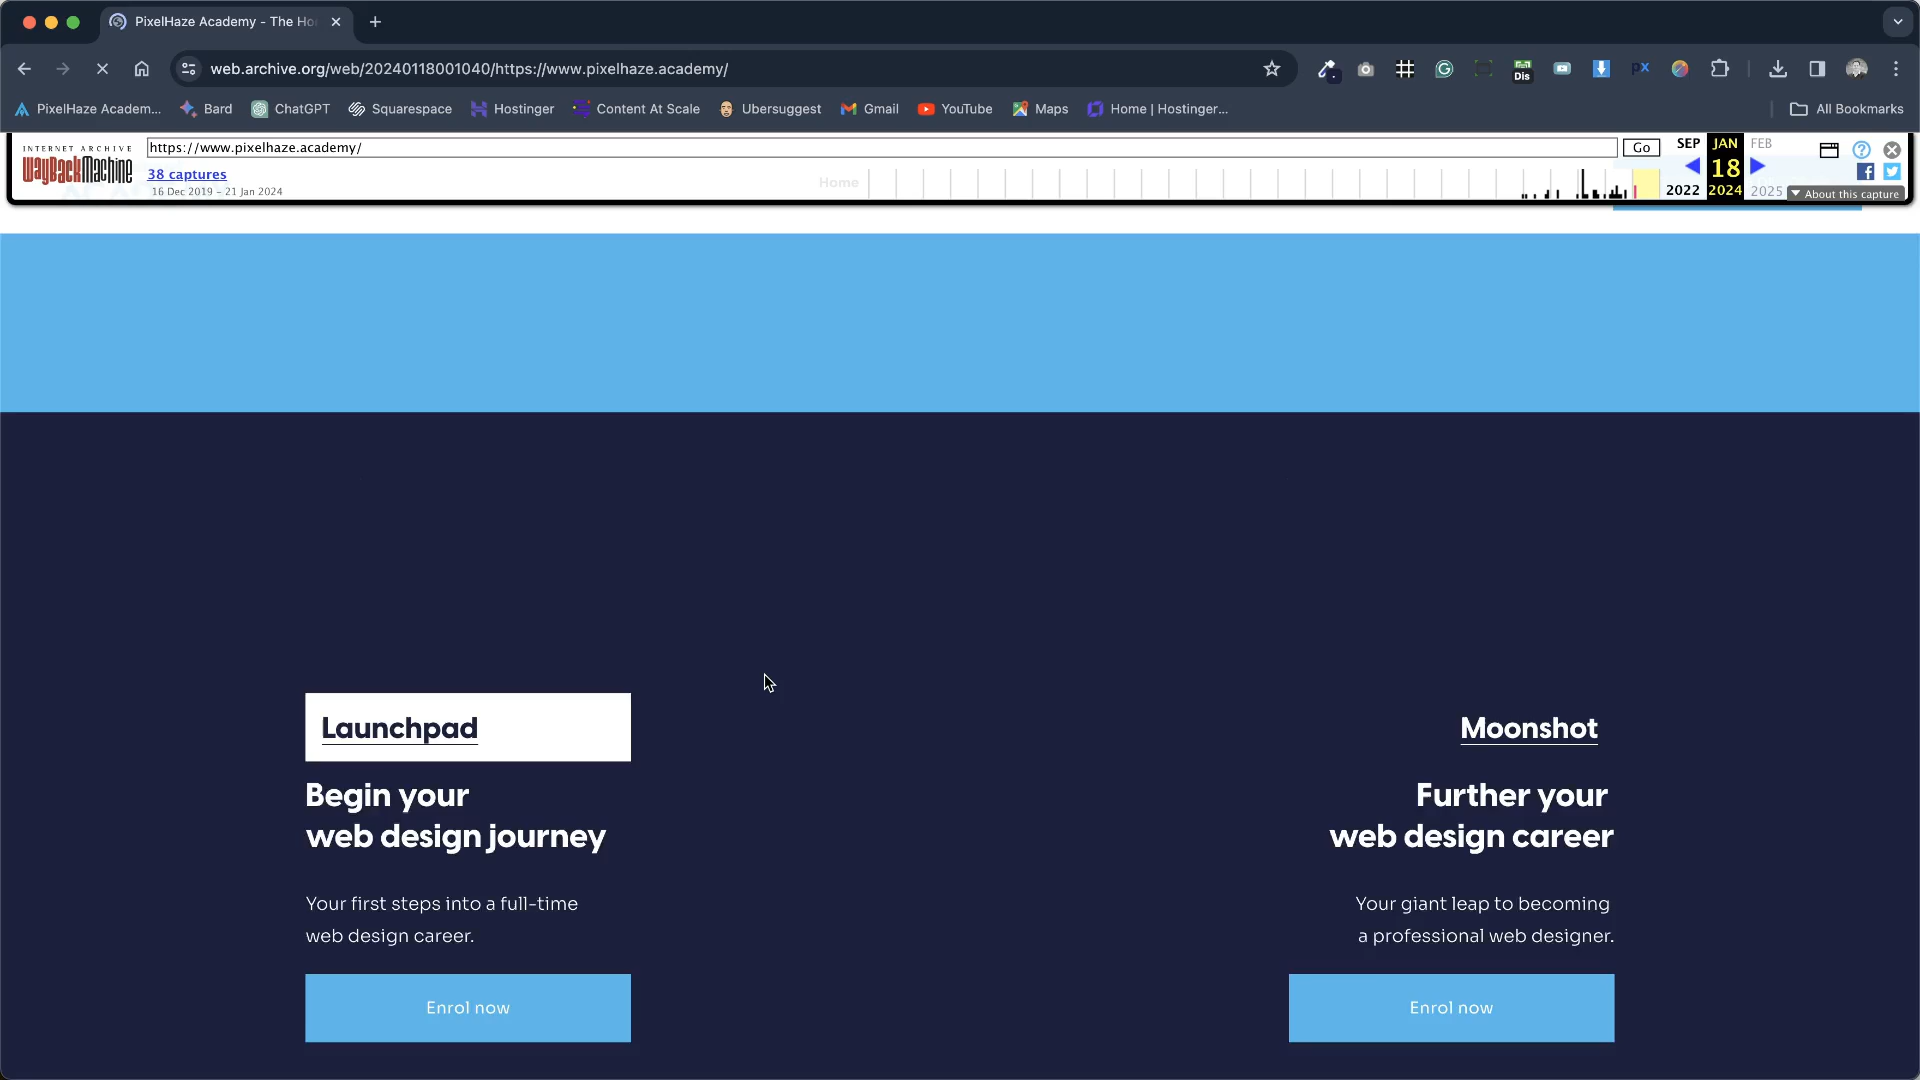 PixelHaze Academy - The Ho
web.archive.org/web/20240118001040/https://www.pixelhaze.academy/
Dis
PX
PixelHaze Academ...
Bard
ChatGPT
Squarespace
Hostinger
Content At Scale
Ubersuggest
Gmail
YouTube
Maps
Home | Hostinger...
All Bookmarks
INTERNET ARCHIVE
WayBackMachine
https://www.pixelhaze.academy/
Go
38 captures
16 Dec 2019 – 21 Jan 2024
Home
SEP JAN FEB
18
2022 2024 2025
About this capture
Launchpad
Begin your
web design journey
Your first steps into a full-time
web design career.
Enrol now
Moonshot
Further your
web design career
Your giant leap to becoming
a professional web designer.
Enrol now